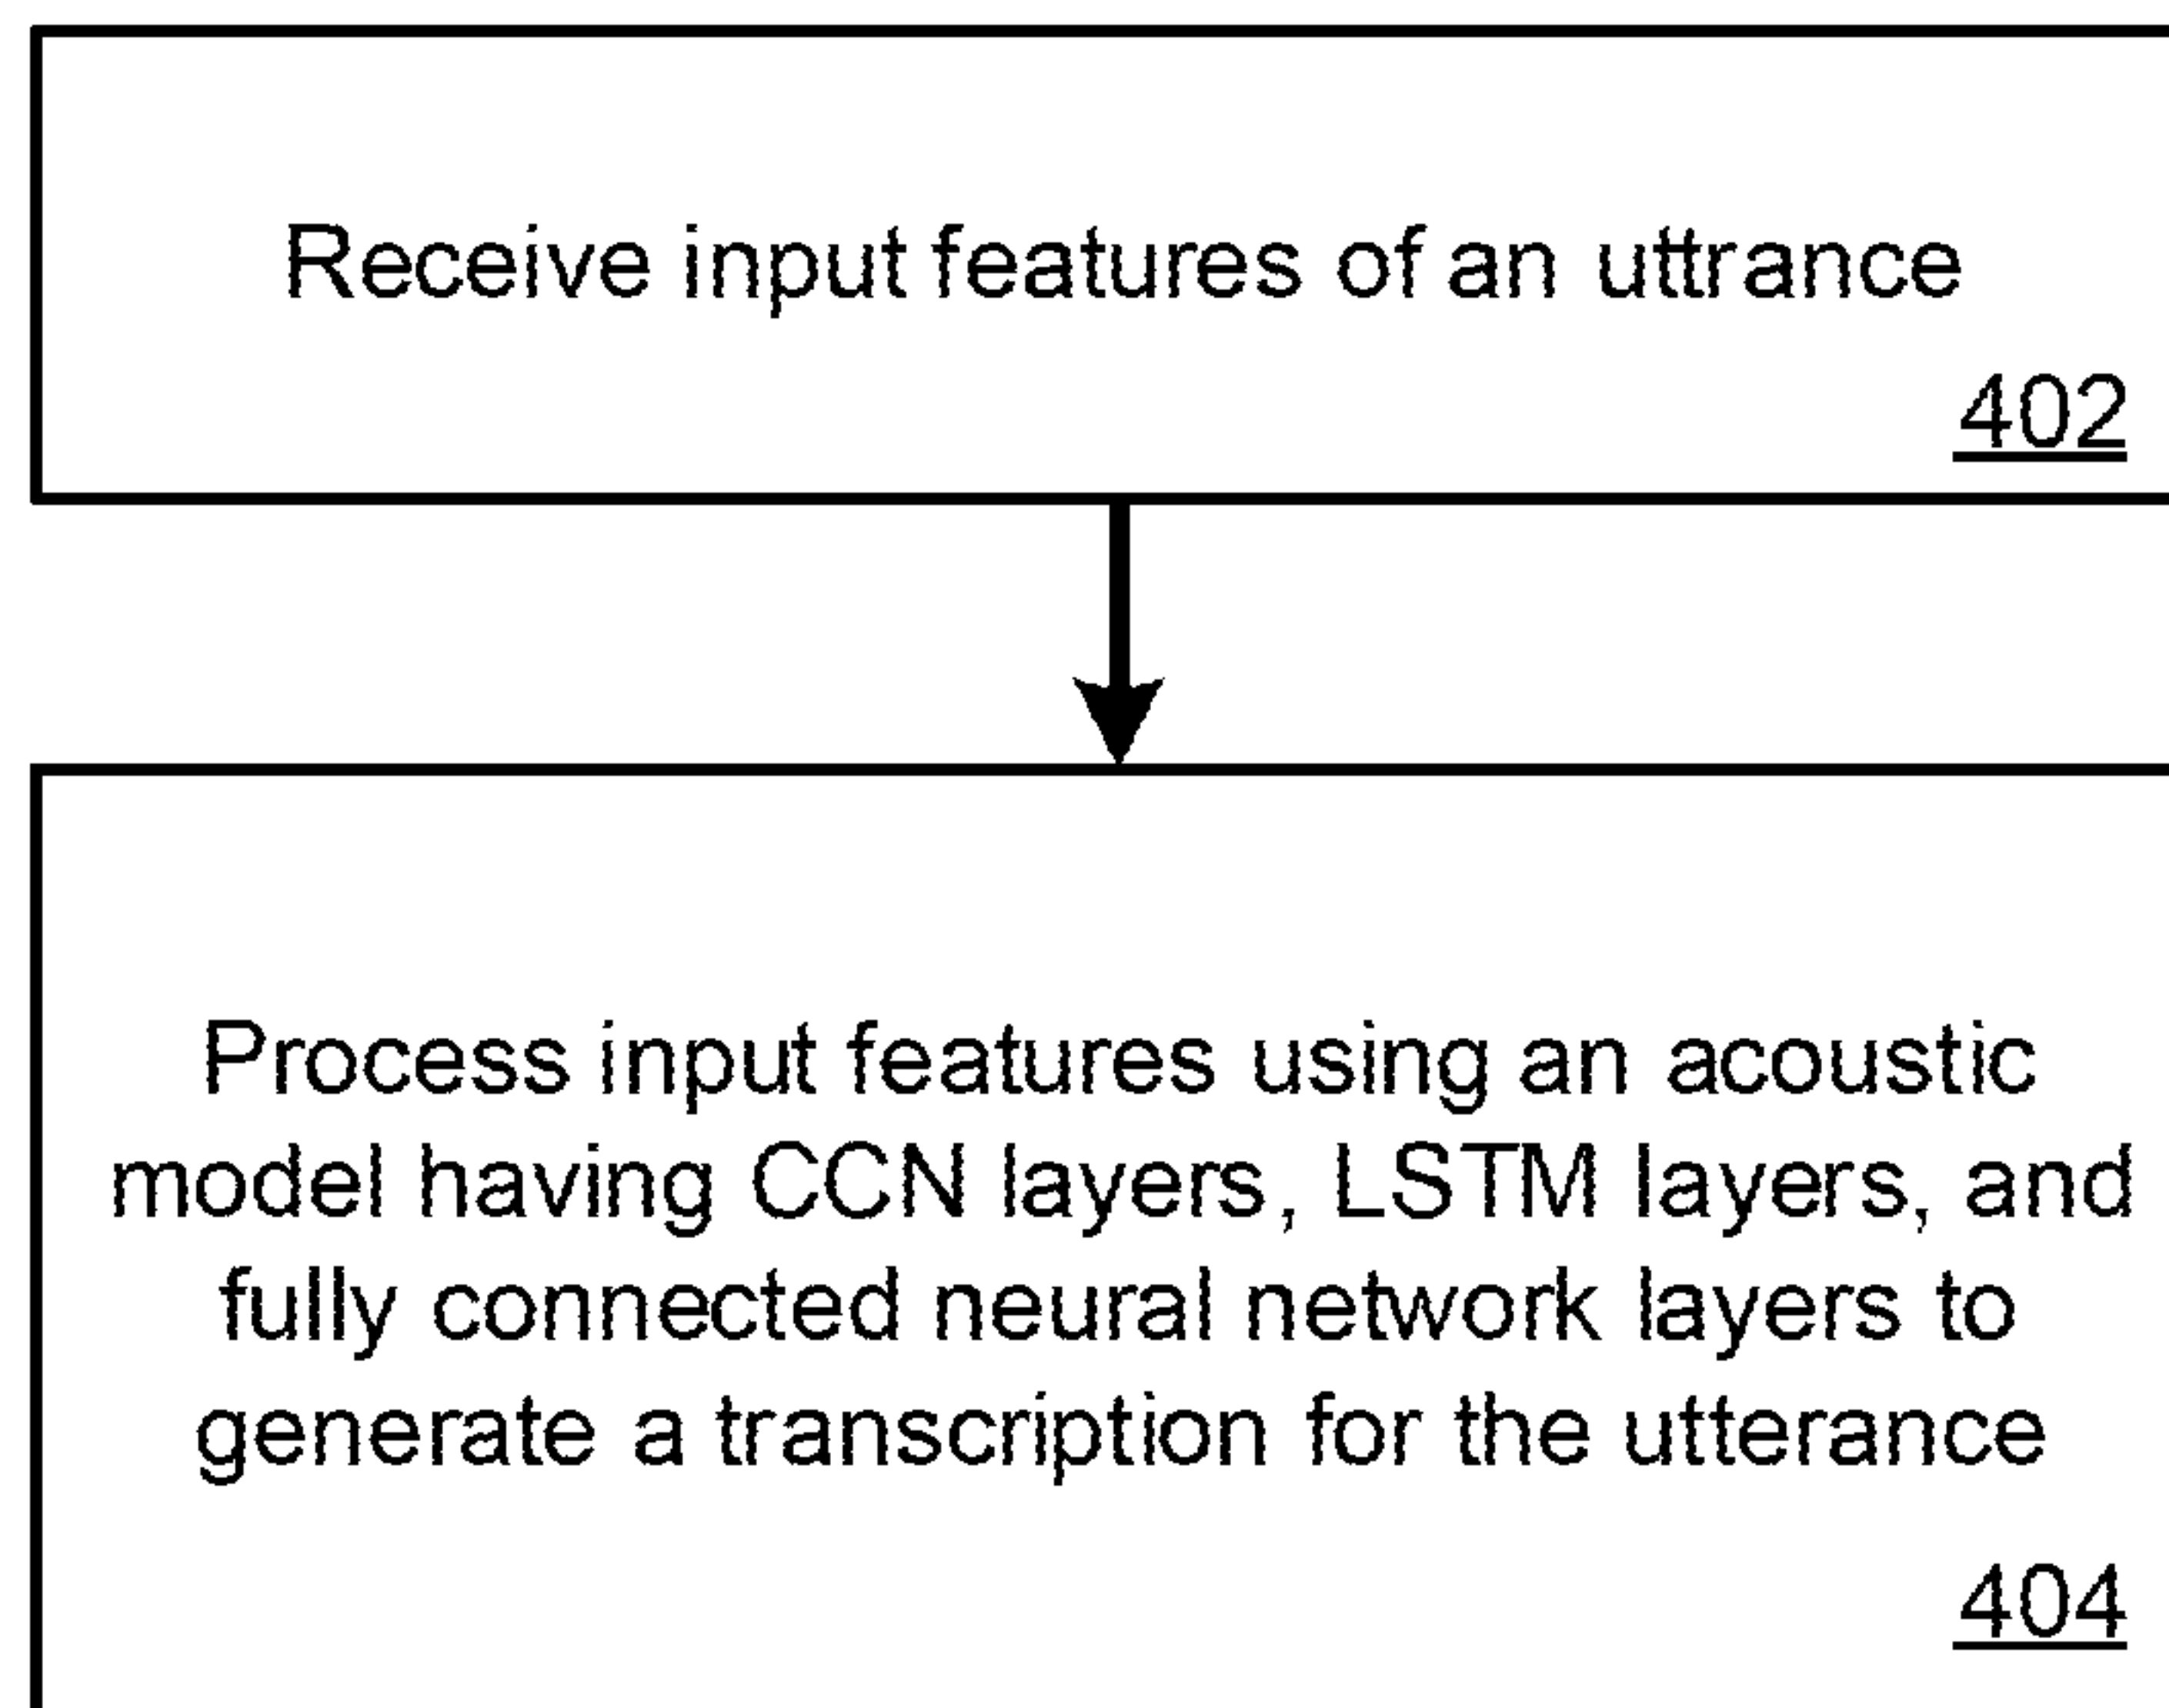 Receive input features of an uttrance
402
Process input features using an acoustic
model having CCN layers, LSTM layers, and
fully connected neural network layers to
generate a transcription for the utterance
404